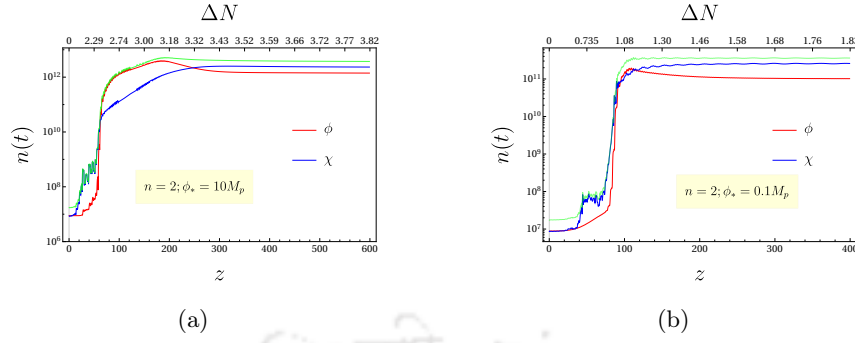 ΔN
0 2.29 2.74 3.00 3.18 3.32 3.43 3.52 3.59 3.66 3.72 3.77 3.82
n(t)
10^12
10^10
10^8
10^6
φ
χ
n = 2; φ_* = 10M_p
0 100 200 300 400 500 600
z
(a)
ΔN
0 0.735 1.08 1.30 1.46 1.58 1.68 1.76 1.8
n(t)
10^11
10^10
10^9
10^8
10^7
φ
χ
n = 2; φ_* = 0.1M_p
0 100 200 300 400
z
(b)